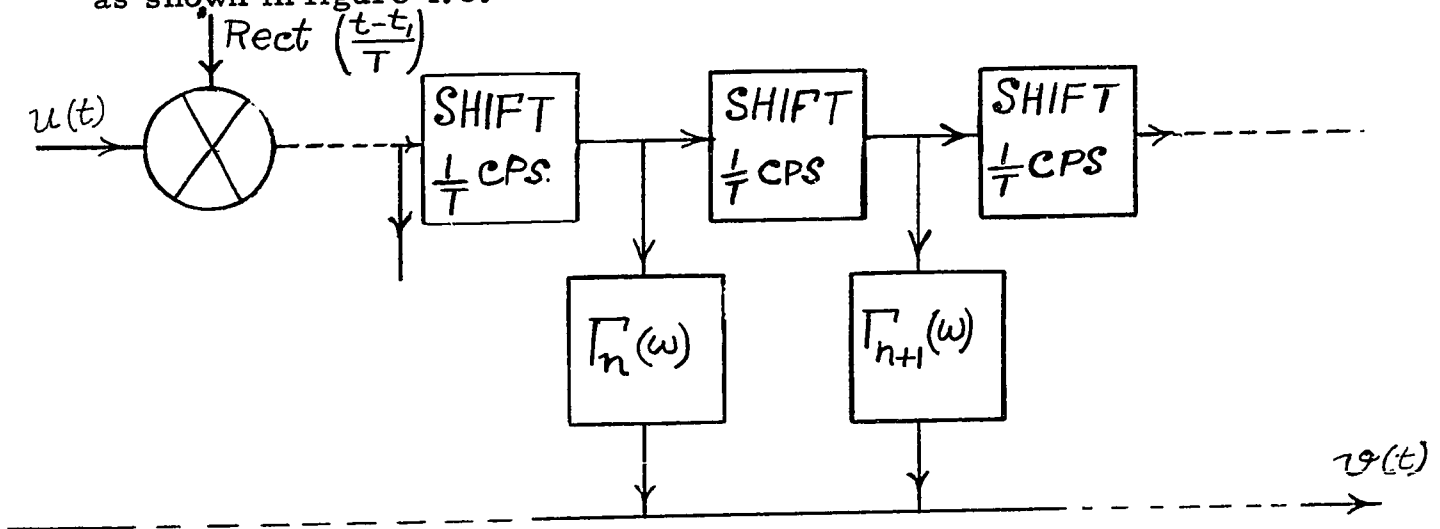 as shown in figure
Rect (t-t₁/T)
u(t)
SHIFT
1/T CPS.
SHIFT
1/T CPS
SHIFT
1/T CPS
Γn(ω)
Γn+1(ω)
v(t)